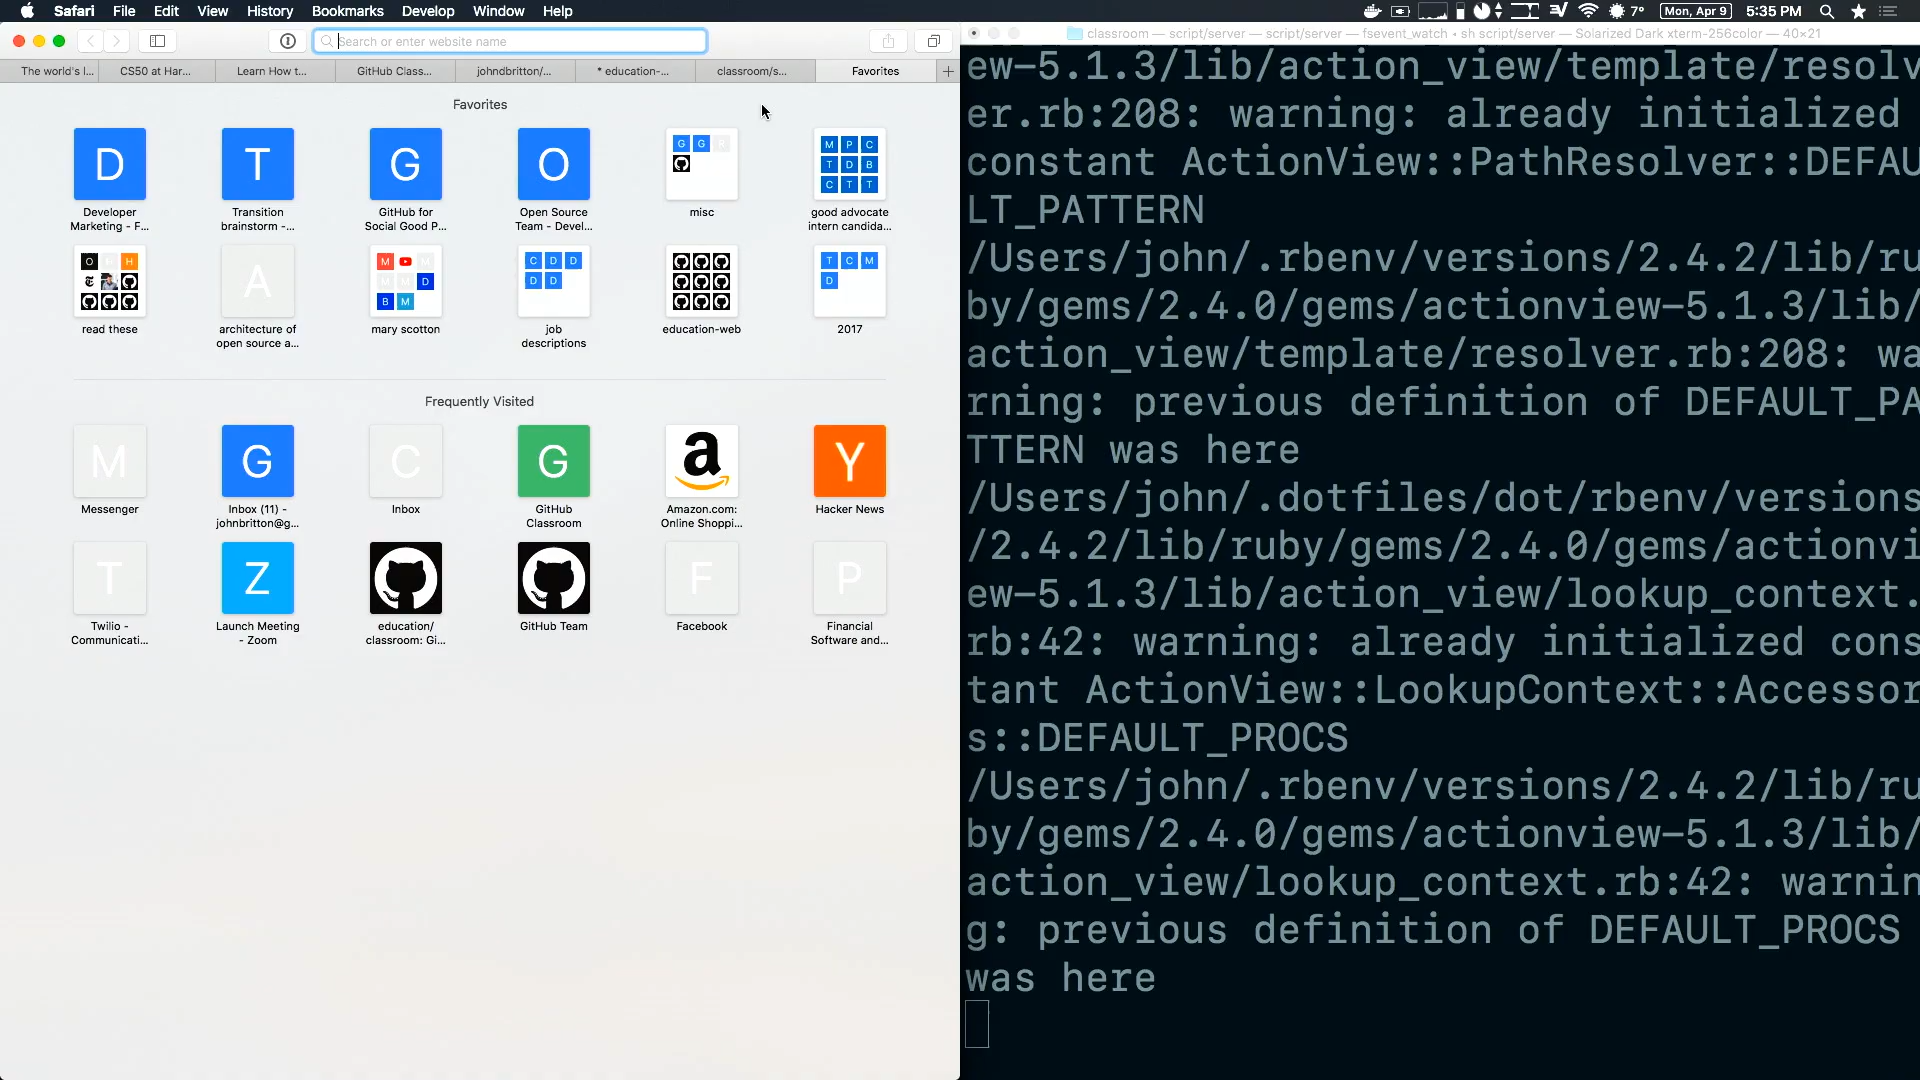 Safari File Edit View History Bookmarks Develop Window Help
7° Mon, Apr 9 5:35 PM
Search or enter website name
classroom — script/server — script/server — fsevent_watch • sh script/server — Solarized Dark xterm-256color — 40×21
The world's l... CS50 at Har... Learn How t... GitHub Class... johndbritton/... * education-... classroom/s... Favorites
Favorites
D T G O G G R M P C
T D B
C T T
Developer
Marketing - F...
Transition
brainstorm -...
GitHub for
Social Good P...
Open Source
Team - Devel...
misc
good advocate
intern candida...
O H A M M C D D T C M
M D D D D
B M
read these
architecture of
open source a...
mary scotton
job
descriptions
education-web
2017
Frequently Visited
M G C G a Y
Messenger
Inbox (11) -
johnbritton@g...
Inbox
GitHub
Classroom
Amazon.com:
Online Shoppi...
Hacker News
T Z F P
Twilio -
Communicati...
Launch Meeting
- Zoom
education/
classroom: Gi...
GitHub Team
Facebook
Financial
Software and...
ew-5.1.3/lib/action_view/template/resolv
er.rb:208: warning: already initialized
constant ActionView::PathResolver::DEFAU
LT_PATTERN
/Users/john/.rbenv/versions/2.4.2/lib/ru
by/gems/2.4.0/gems/actionview-5.1.3/lib/
action_view/template/resolver.rb:208: wa
rning: previous definition of DEFAULT_PA
TTERN was here
/Users/john/.dotfiles/dot/rbenv/versions
/2.4.2/lib/ruby/gems/2.4.0/gems/actionvi
ew-5.1.3/lib/action_view/lookup_context.
rb:42: warning: already initialized cons
tant ActionView::LookupContext::Accessor
s::DEFAULT_PROCS
/Users/john/.rbenv/versions/2.4.2/lib/ru
by/gems/2.4.0/gems/actionview-5.1.3/lib/
action_view/lookup_context.rb:42: warnin
g: previous definition of DEFAULT_PROCS
was here